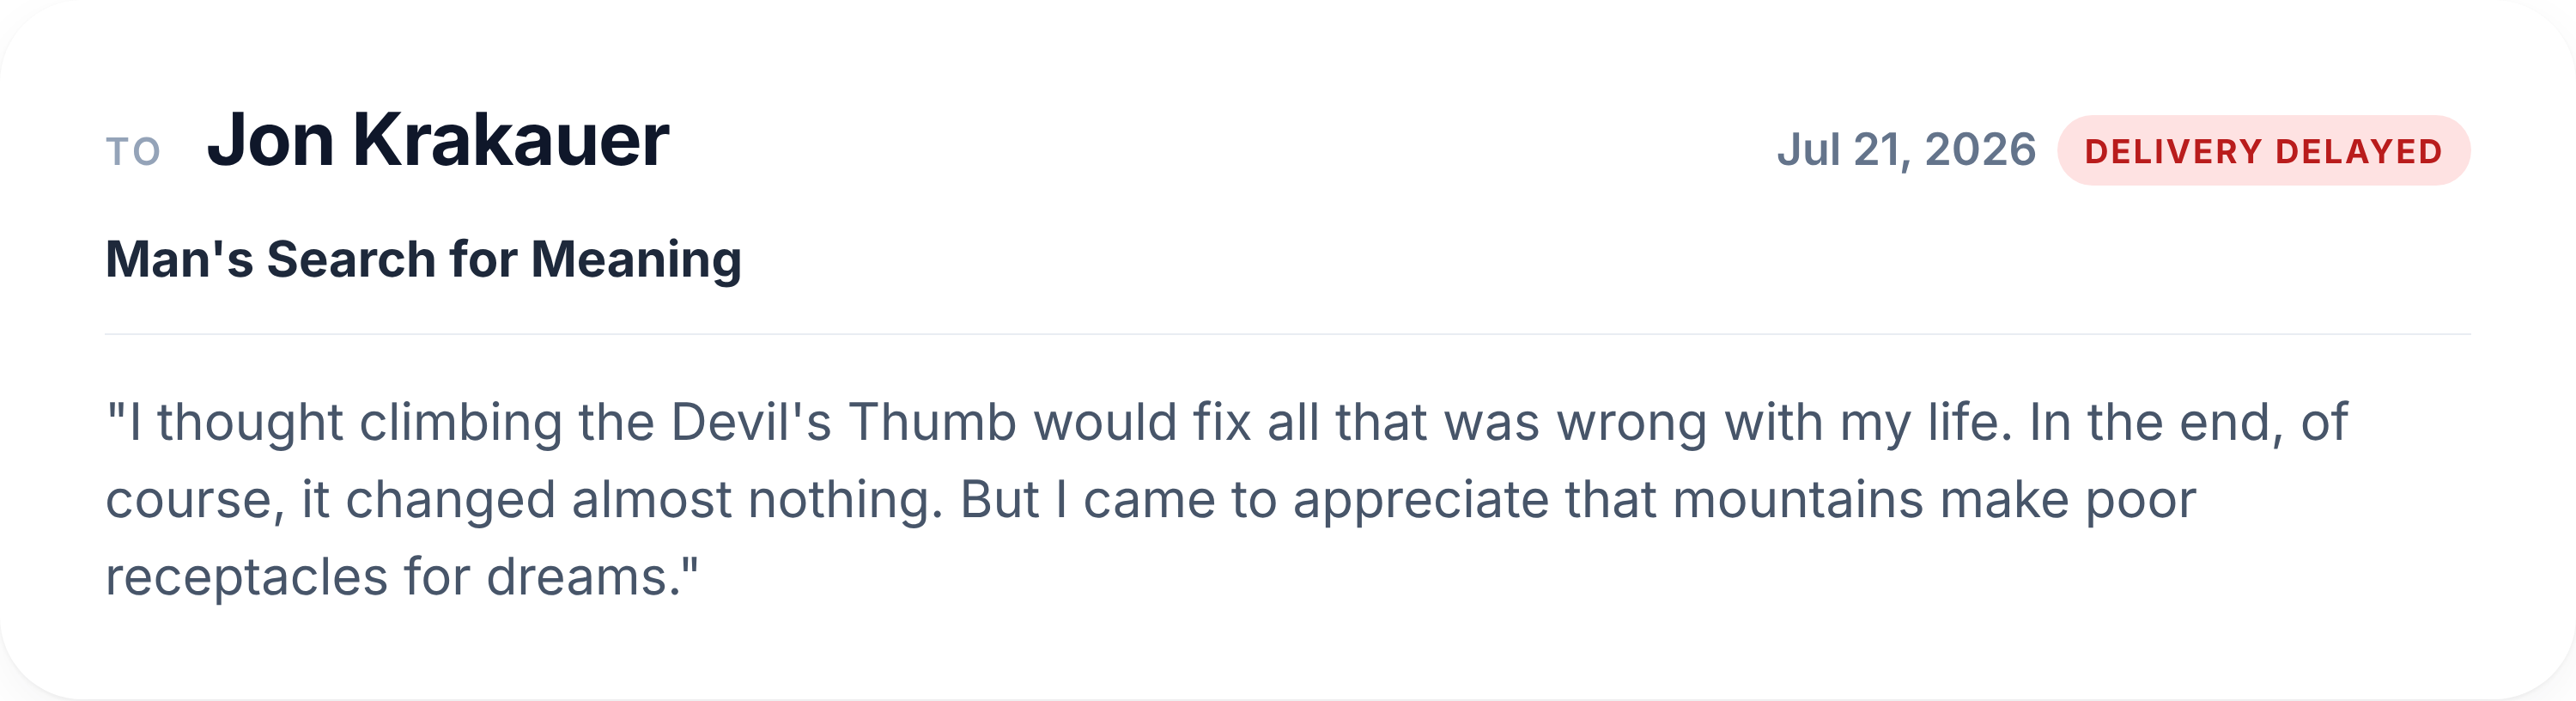 TO Jon Krakauer Jul 21, 2026 DELIVERY DELAYED
Man's Search for Meaning
"I thought climbing the Devil's Thumb would fix all that was wrong with my life. In the end, of
course, it changed almost nothing. But I came to appreciate that mountains make poor
receptacles for dreams."